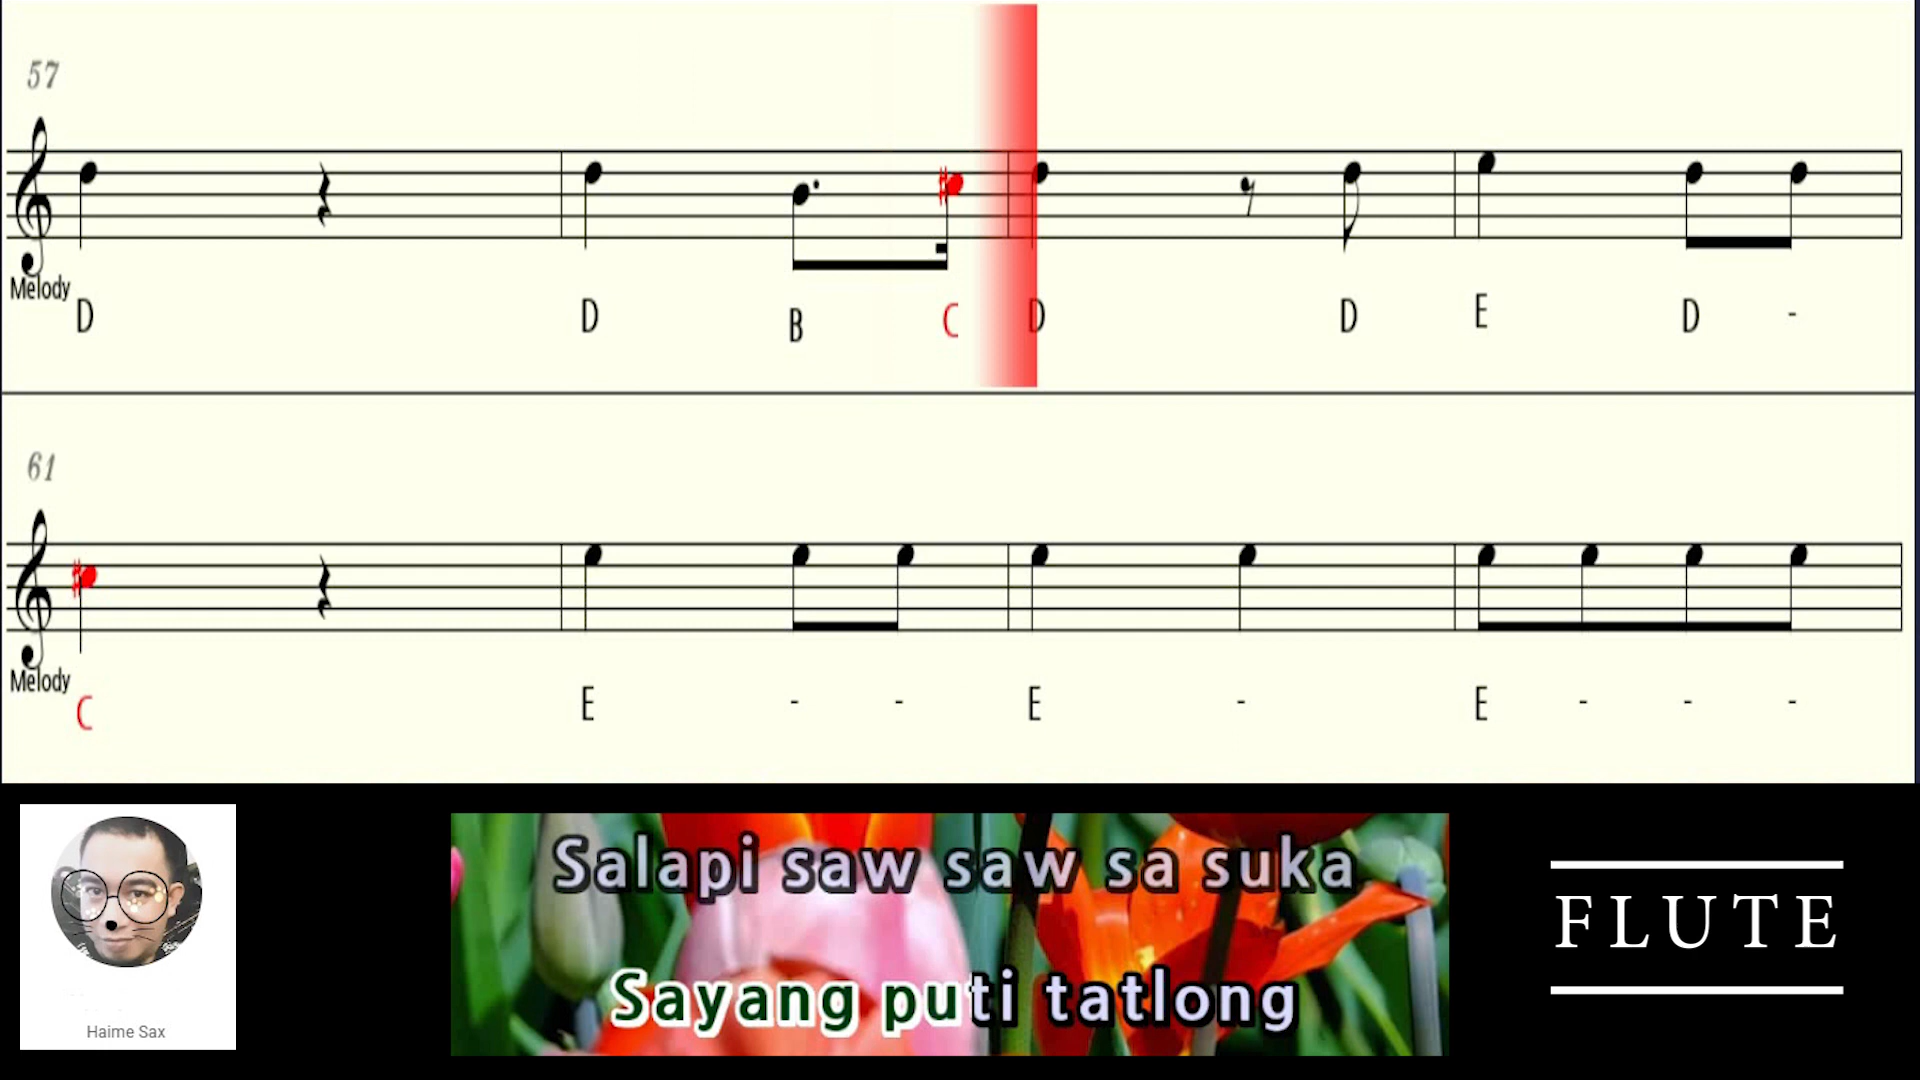 57
Melody
D D B C D D E D -
61
Melody
C E - - E - E - - -
Salapi saw saw sa suka
Sayang puti tatlong
FLUTE
Haime Sax